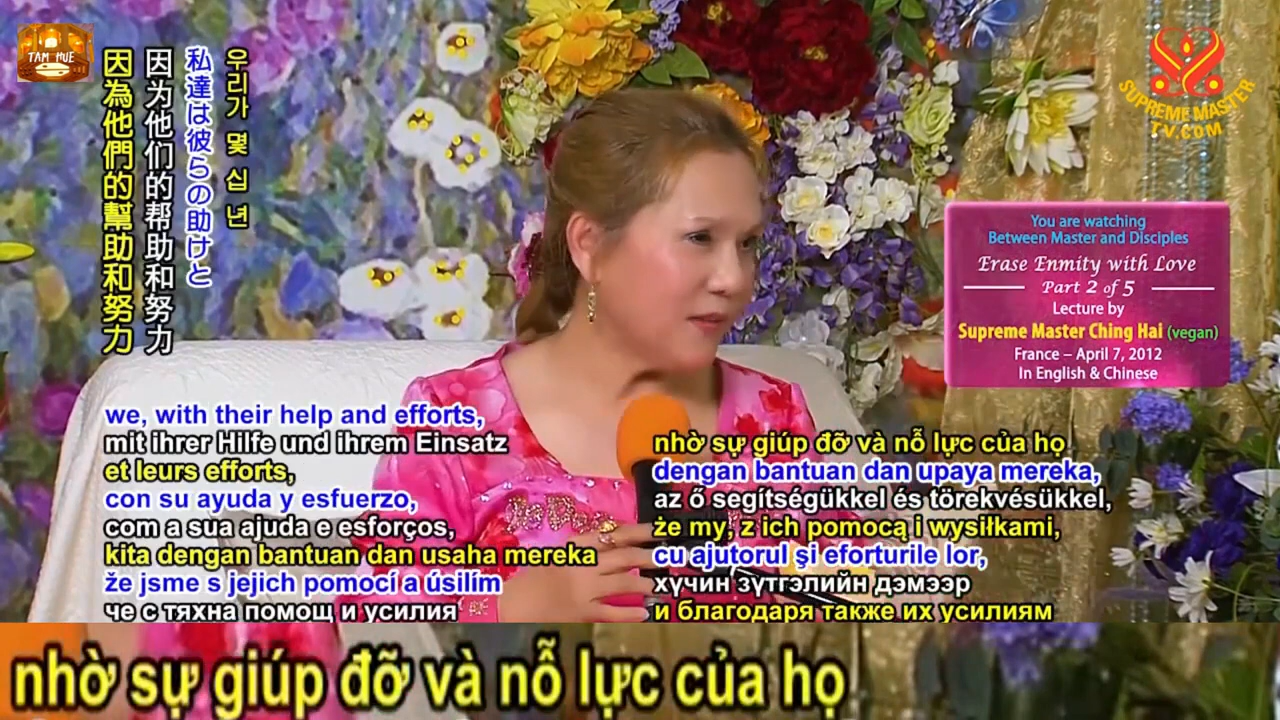 TAM HUE
우리가 몇 십 년
私達は彼らの助けと
因为他们的帮助和努力
因為他們的幫助和努力
SUPREME MASTER
TV.COM
You are watching
Between Master and Disciples
Erase Enmity with Love
Part 2 of 5
Lecture by
Supreme Master Ching Hai (vegan)
France – April 7, 2012
In English & Chinese
we, with their help and efforts,
mit ihrer Hilfe und ihrem Einsatz
et leurs efforts,
con su ayuda y esfuerzo,
com a sua ajuda e esforços,
kita dengan bantuan dan usaha mereka
že jsme s jejich pomocí a úsilím
че с тяхна помощ и усилия
nhờ sự giúp đỡ và nỗ lực của họ
dengan bantuan dan upaya mereka,
az ő segítségükkel és törekvésükkel,
że my, z ich pomocą i wysiłkami,
cu ajutorul şi eforturile lor,
хүчин зүтгэлийн дэмээр
и благодаря также их усилиям
nhờ sự giúp đỡ và nỗ lực của họ